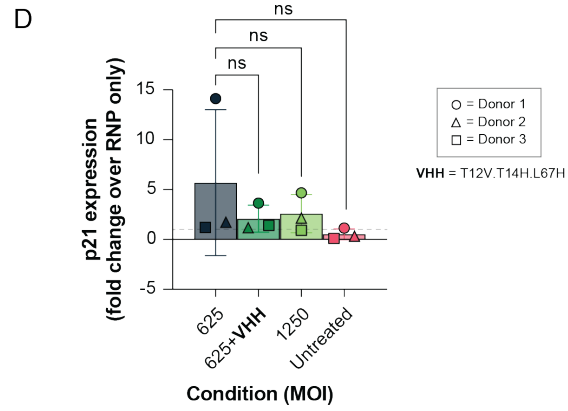 D
ns
ns
ns
15
10
5
0
-5
p21 expression
(fold change over RNP only)
625
625+VHH
1250
Untreated
Condition (MOI)
= Donor 1
= Donor 2
= Donor 3
VHH = T12V.T14H.L67H